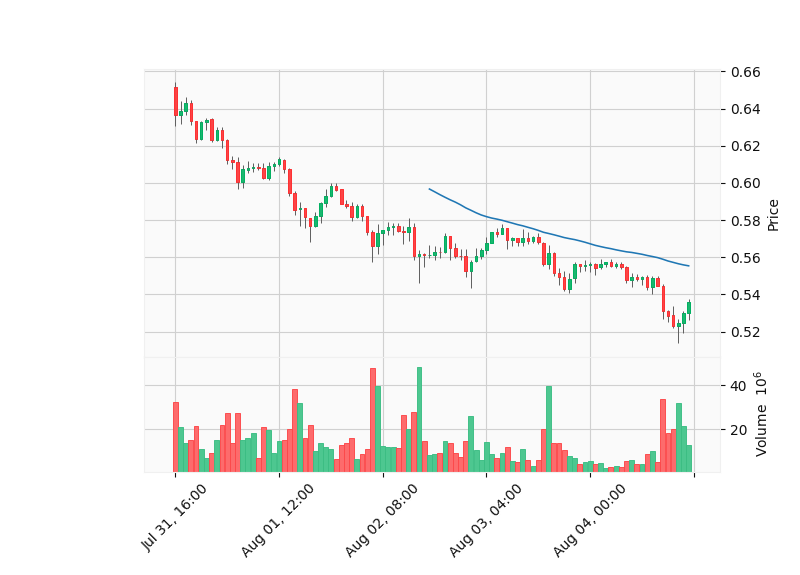 0.66
0.64
0.62
0.60
0.58
0.56
0.54
0.52
Price
40
20
Volume 10^6
Jul 31, 16:00
Aug 01, 12:00
Aug 02, 08:00
Aug 03, 04:00
Aug 04, 00:00